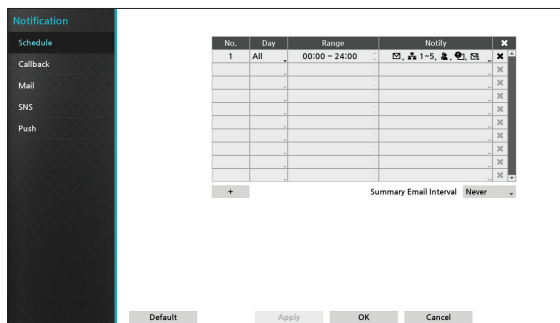 Notification
Schedule
Callback
Mail
SNS
Push
No. Day Range Notify
1 All 00:00 ~ 24:00 , 1~5, , ,
+ Summary Email Interval Never
Default Apply OK Cancel